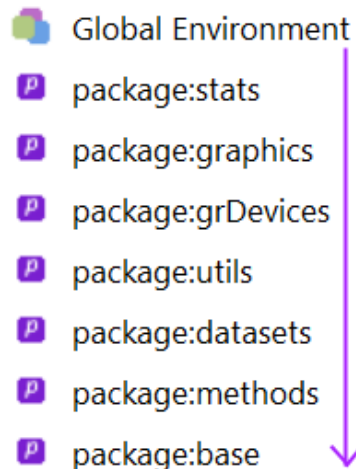 Global Environment
p package:stats
p package:graphics
p package:grDevices
p package:utils
p package:datasets
p package:methods
p package:base